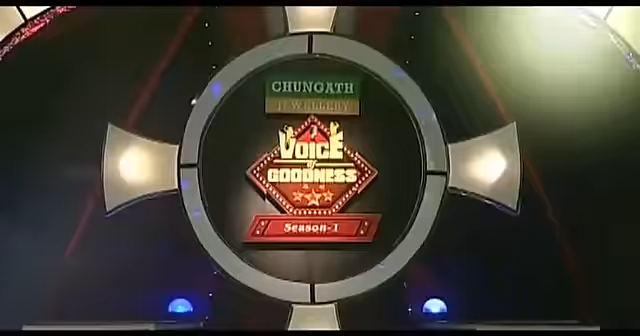 CHUNGATH
JEWELLERY
VOICE
of
GOODNESS
Season-1